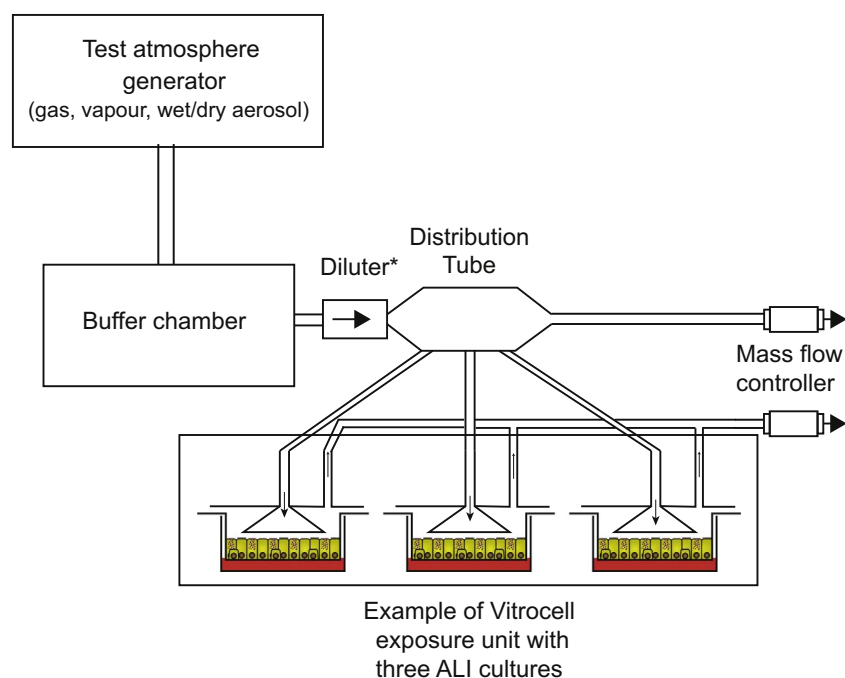 Test atmosphere
generator
(gas, vapour, wet/dry aerosol)
Distribution
Tube
Diluter*
Buffer chamber
Mass flow
controller
Example of Vitrocell
exposure unit with
three ALI cultures